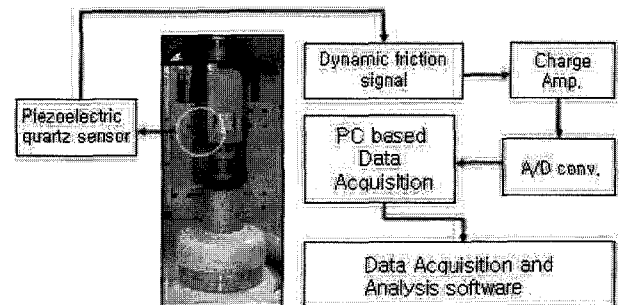 Piezoelectric
quartz sensor
Dynamic friction
signal
Charge
Amp.
A/D conv.
PC based
Data
Acquisition
Data Acquisition and
Analysis software